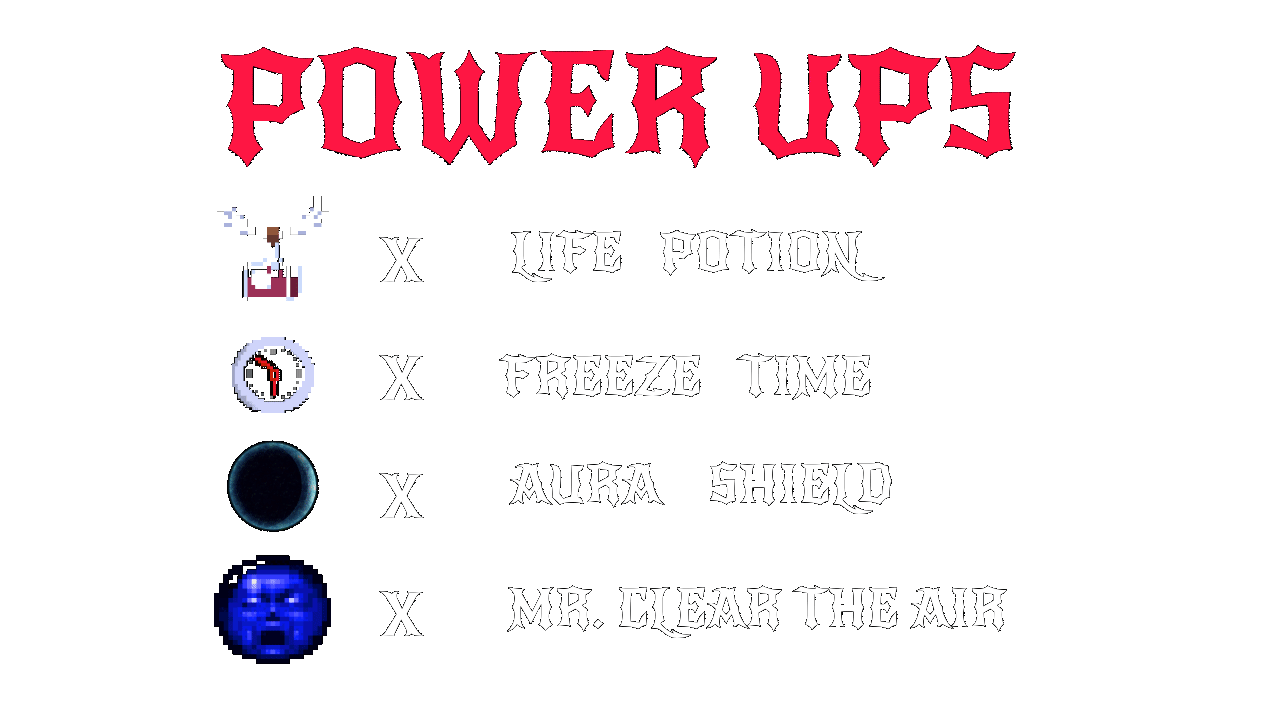 POWER UPS
X LIFE POTION
X FREEZE TIME
X AURA SHIELD
X MR. CLEAR THE AIR